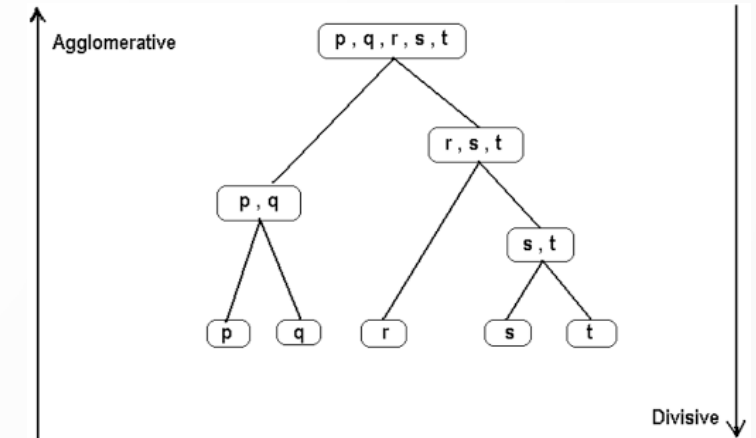 p , q , r , s , t
Agglomerative
r , s , t
p , q
s , t
p
q
r
s
t
Divisive